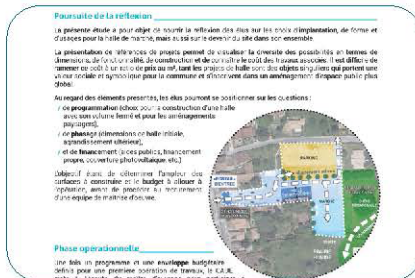 Poursuite de la réflexion
La présente étude a pour objet de nourrir la réflexion des élus sur les choix d'implantation, de forme et
d'usages pour la halle de marché, mais aussi sur le devenir du site dans son ensemble
La présentation de références de projets permet de visualiser la diversité des possibilités en termes de
dimensions, de fonctionnalité, de construction et de connaître le coût des travaux associés. Il est difficile de
ramener ce coût à un ratio de prix au m², tant les projets de halle sont des objets singuliers qui portent une
valeur sociale et symbolique pour la commune et s'inscrivent dans un aménagement d'espace public plus
global.
Au regard des éléments présentés, les élus pourront se positionner sur les questions :
/ de programmation (choix pour la construction d'une halle
avec son volume fermé et pour les aménagements
paysagers),
/ de phasage (dimensions de halle initiale,
agrandissement ultérieur),
/ et de financement (aides publics, financement
propre, couverture photovoltaïque, etc.)
L'objectif étant de déterminer l'ampleur des
surfaces à construire et le budget à allouer à
l'opération, avant de procéder au recrutement
d'une équipe de maîtrise d'œuvre.
Phase opérationnelle
Une fois un programme et une enveloppe budgétaire
définis pour une première opération de travaux, le CAUE